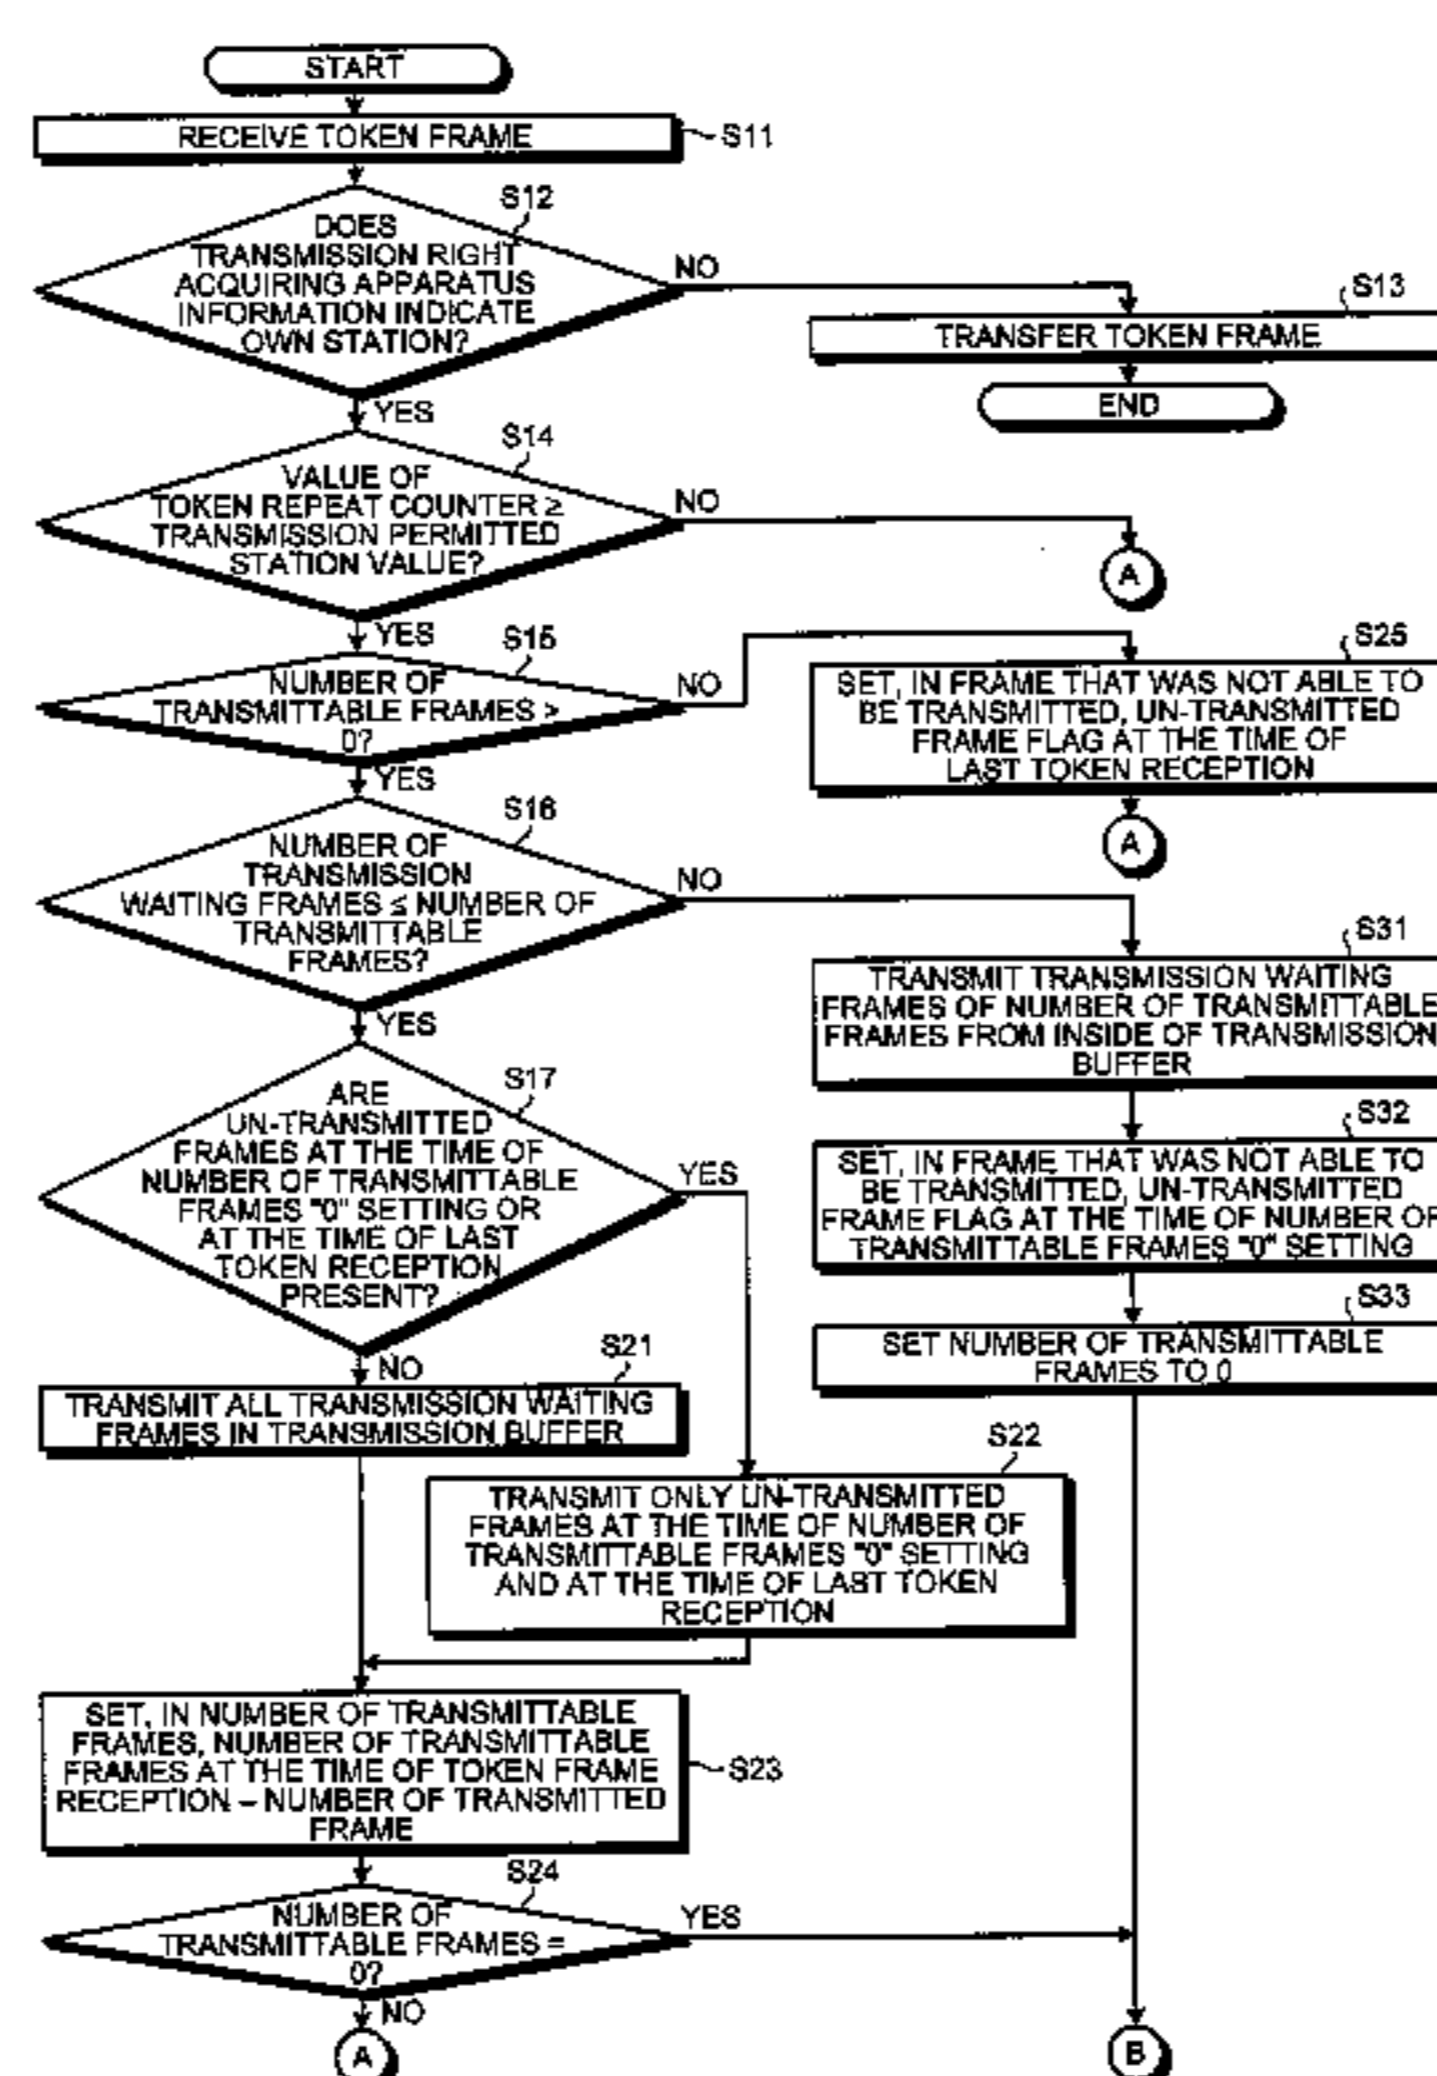 START
RECEIVE TOKEN FRAME
S11
S12
DOES
TRANSMISSION RIGHT
ACQUIRING APPARATUS
INFORMATION INDICATE
OWN STATION?
NO
YES
S13
TRANSFER TOKEN FRAME
END
S14
VALUE OF
TOKEN REPEAT COUNTER ≥
TRANSMISSION PERMITTED
STATION VALUE?
NO
A
YES
S15
NUMBER OF
TRANSMITTABLE FRAMES >
0?
NO
YES
S25
SET, IN FRAME THAT WAS NOT ABLE TO
BE TRANSMITTED, UN-TRANSMITTED
FRAME FLAG AT THE TIME OF
LAST TOKEN RECEPTION
A
S16
NUMBER OF
TRANSMISSION
WAITING FRAMES ≤ NUMBER OF
TRANSMITTABLE
FRAMES?
NO
YES
S31
TRANSMIT TRANSMISSION WAITING
FRAMES OF NUMBER OF TRANSMITTABLE
FRAMES FROM INSIDE OF TRANSMISSION
BUFFER
S32
SET, IN FRAME THAT WAS NOT ABLE TO
BE TRANSMITTED, UN-TRANSMITTED
FRAME FLAG AT THE TIME OF NUMBER OF
TRANSMITTABLE FRAMES "0" SETTING
S33
SET NUMBER OF TRANSMITTABLE
FRAMES TO 0
S17
ARE
UN-TRANSMITTED
FRAMES AT THE TIME OF
NUMBER OF TRANSMITTABLE
FRAMES "0" SETTING OR
AT THE TIME OF LAST
TOKEN RECEPTION
PRESENT?
YES
NO
S21
TRANSMIT ALL TRANSMISSION WAITING
FRAMES IN TRANSMISSION BUFFER
S22
TRANSMIT ONLY UN-TRANSMITTED
FRAMES AT THE TIME OF NUMBER OF
TRANSMITTABLE FRAMES "0" SETTING
AND AT THE TIME OF LAST TOKEN
RECEPTION
SET, IN NUMBER OF TRANSMITTABLE
FRAMES, NUMBER OF TRANSMITTABLE
FRAMES AT THE TIME OF TOKEN FRAME
RECEPTION – NUMBER OF TRANSMITTED
FRAME
S23
S24
NUMBER OF
TRANSMITTABLE FRAMES =
0?
YES
NO
A
B